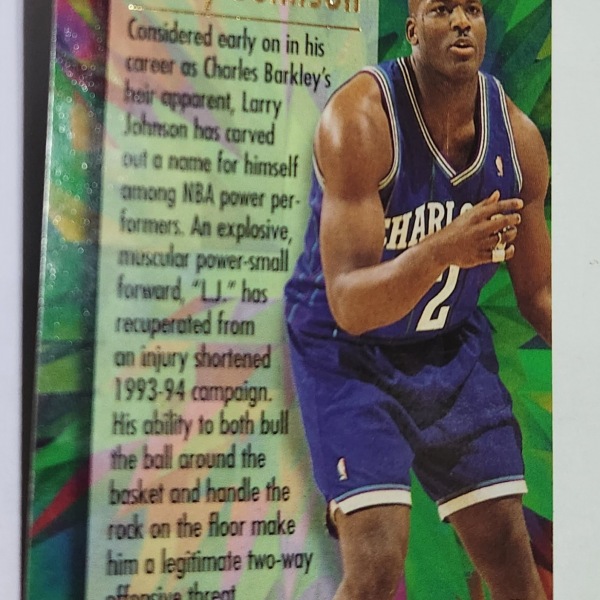 Johnson
Considered early on in his
career as Charles Barkley's
heir apparent, Larry
Johnson has carved
out a name for himself
among NBA power per-
formers. An explosive,
muscular power-small
forward, "L.J." has
recuperated from
an injury shortened
1993-94 campaign.
His ability to both bull
the ball around the
basket and handle the
rock on the floor make
him a legitimate two-way
offensive threat
CHARLO
2